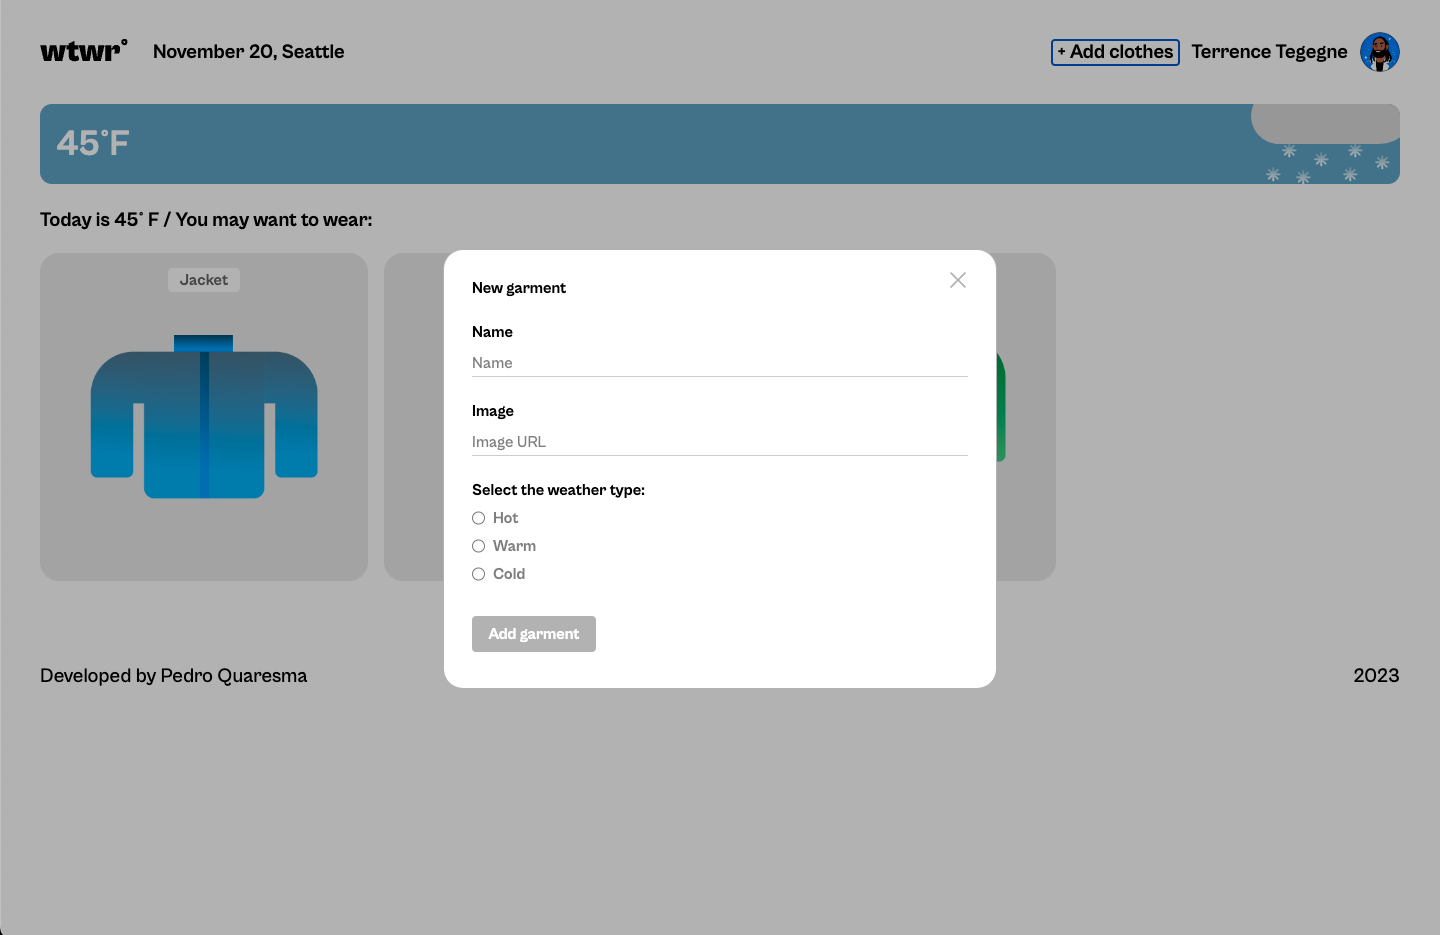 wtwr°
November 20, Seattle
+ Add clothes
Terrence Tegegne
45°F
Today is 45° F / You may want to wear:
Jacket
New garment
Name
Name
Image
Image URL
Select the weather type:
Hot
Warm
Cold
Add garment
Developed by Pedro Quaresma
2023